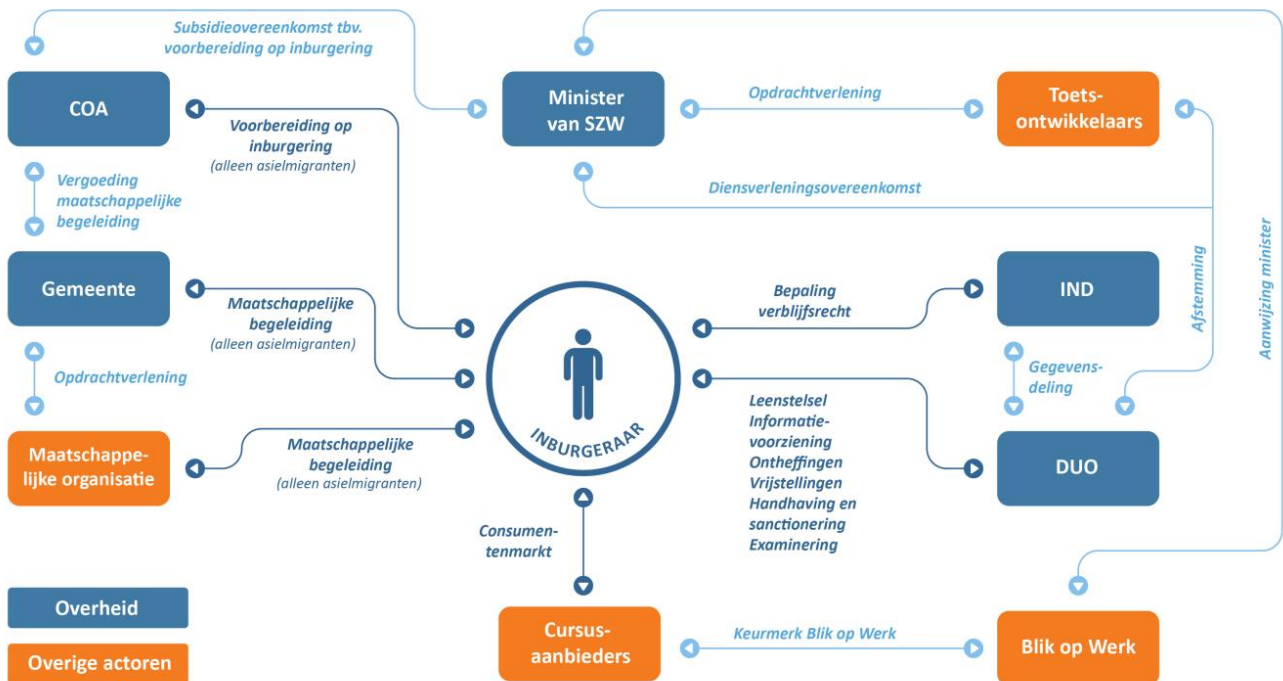 Subsidieovereenkomst tbv.
voorbereiding op inburgering
COA
Minister
van SZW
Opdrachtverlening
Toets-
ontwikkelaars
Voorbereiding op
inburgering
(alleen asielmigranten)
Vergoeding
maatschappelijke
begeleiding
Diensverleningsovereenkomst
Afstemming
Aanwijzing minister
Gemeente
Maatschappelijke
begeleiding
(alleen asielmigranten)
Bepaling
verblijfsrecht
IND
Opdrachtverlening
INBURGERAAR
Gegevens-
deling
Maatschappe-
lijke organisatie
Maatschappelijke
begeleiding
(alleen asielmigranten)
Leenstelsel
Informatie-
voorziening
Ontheffingen
Vrijstellingen
Handhaving en
sanctionering
Examinering
DUO
Consumen-
tenmarkt
Overheid
Overige actoren
Cursus-
aanbieders
Keurmerk Blik op Werk
Blik op Werk